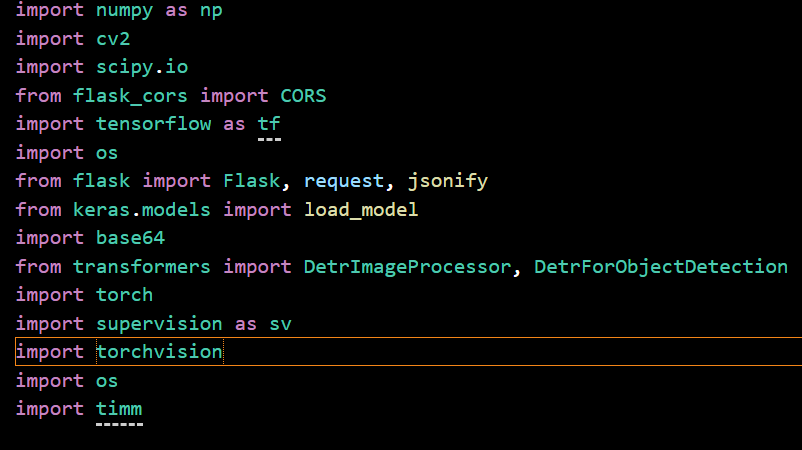 import numpy as np
import cv2
import scipy.io
from flask_cors import CORS
import tensorflow as tf
import os
from flask import Flask, request, jsonify
from keras.models import load_model
import base64
from transformers import DetrImageProcessor, DetrForObjectDetection
import torch
import supervision as sv
import torchvision
import os
import timm